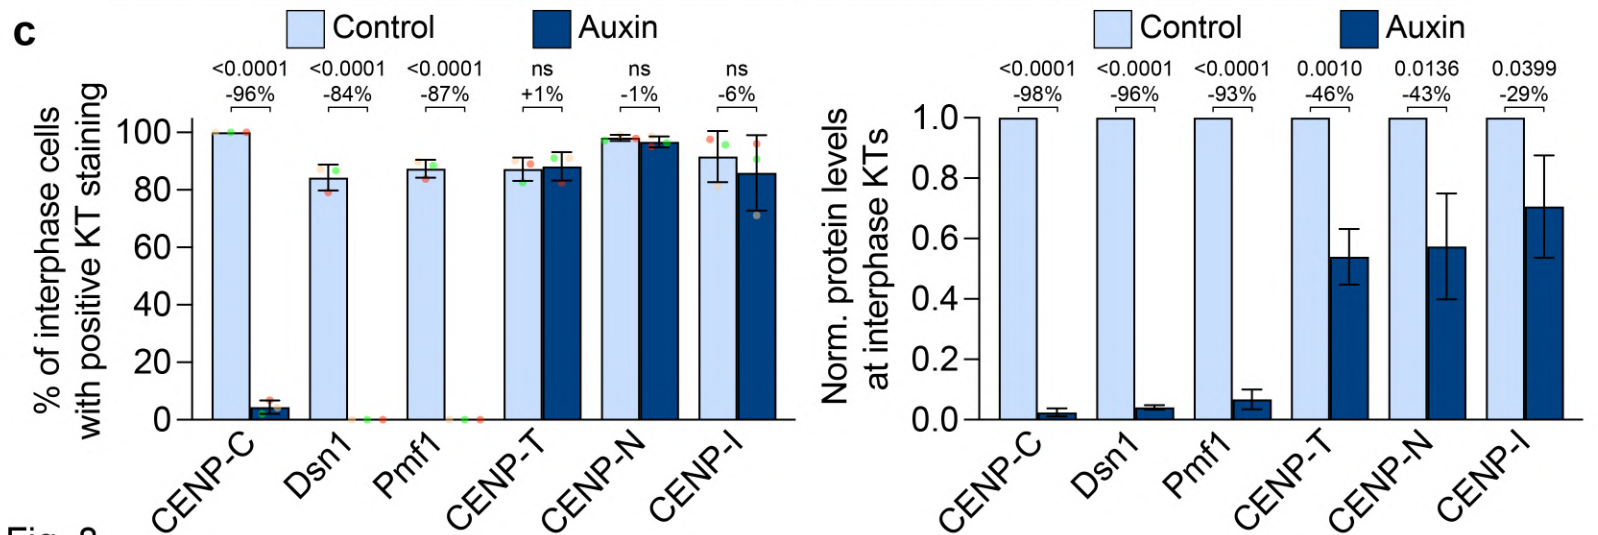 c
Control Auxin
<0.0001 <0.0001 <0.0001 ns ns ns
-96% -84% -87% +1% -1% -6%
% of interphase cells
with positive KT staining
100
80
60
40
20
0
CENP-C Dsn1 Pmf1 CENP-T CENP-N CENP-I
Control Auxin
<0.0001 <0.0001 <0.0001 0.0010 0.0136 0.0399
-98% -96% -93% -46% -43% -29%
Norm. protein levels
at interphase KTs
1.0
0.8
0.6
0.4
0.2
0.0
CENP-C Dsn1 Pmf1 CENP-T CENP-N CENP-I